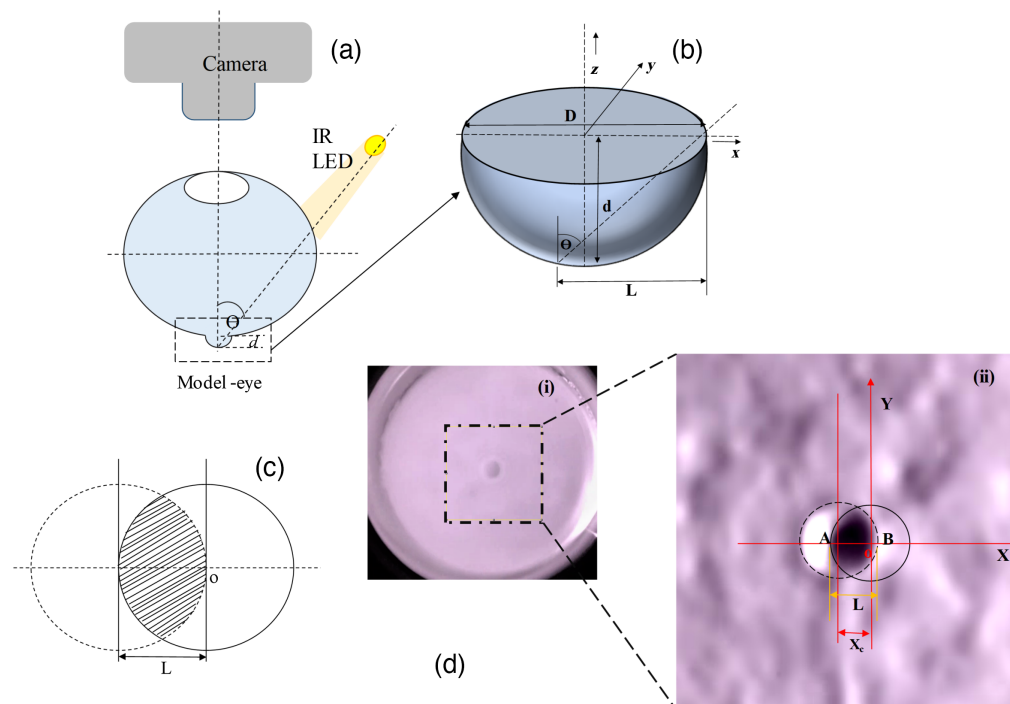 (a)
Camera
IR
LED
Θ
d
Model -eye
(b)
z
y
D
x
d
Θ
L
(c)
o
L
(d)
(i)
(ii)
Y
A
B
X
L
Xc